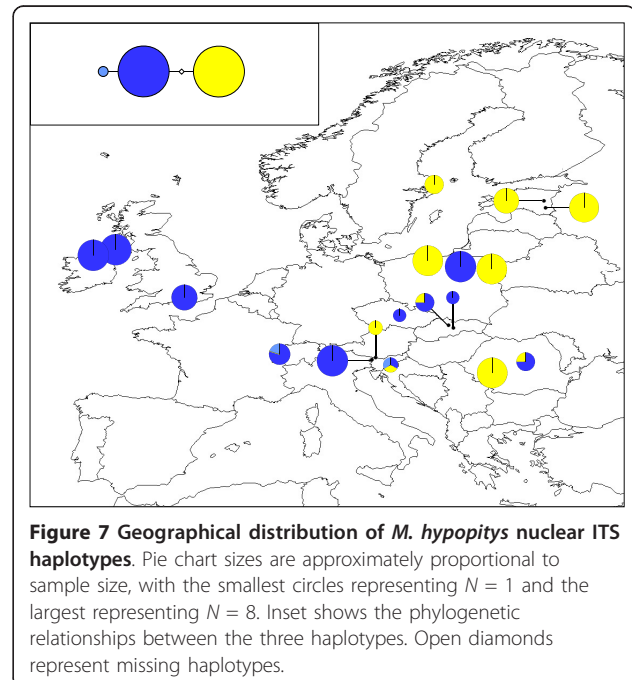 Figure 7 Geographical distribution of M. hypopitys nuclear ITS
haplotypes. Pie chart sizes are approximately proportional to
sample size, with the smallest circles representing N = 1 and the
largest representing N = 8. Inset shows the phylogenetic
relationships between the three haplotypes. Open diamonds
represent missing haplotypes.